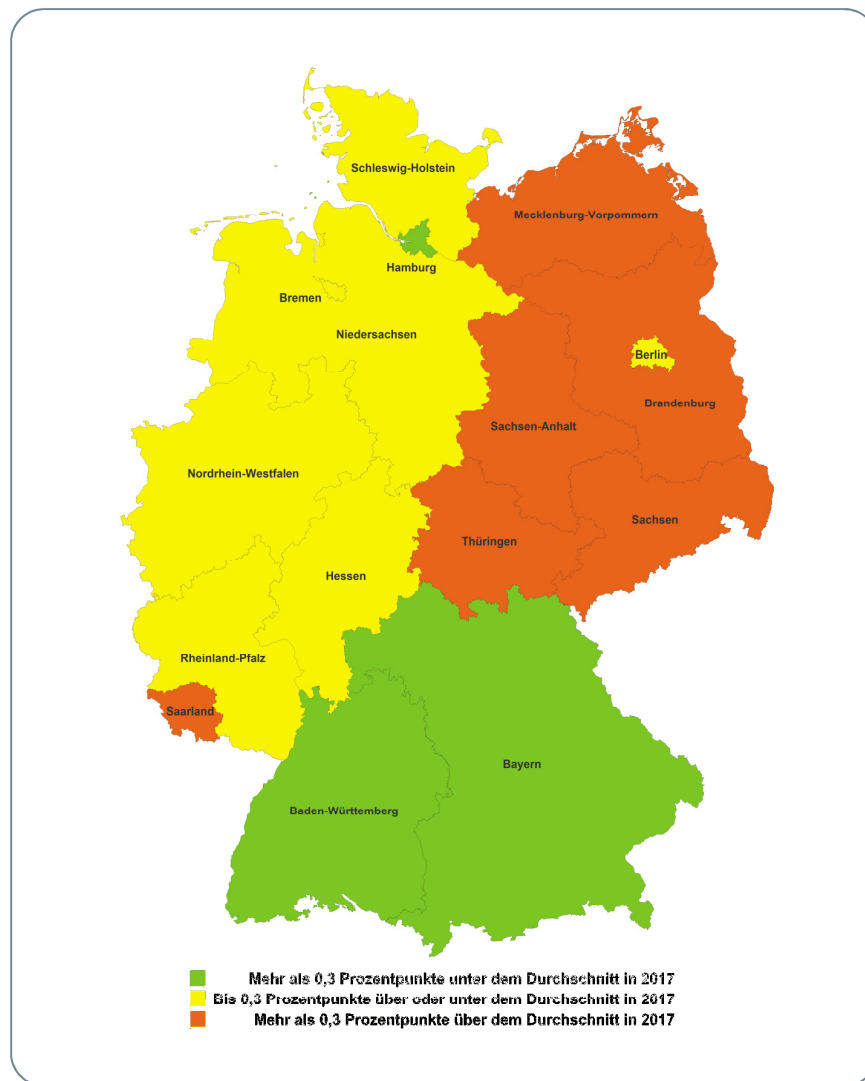 Schleswig-Holstein
Mecklenburg-Vorpommern
Hamburg
Bremen
Niedersachsen
Berlin
Brandenburg
Sachsen-Anhalt
Nordrhein-Westfalen
Sachsen
Thüringen
Hessen
Rheinland-Pfalz
Saarland
Bayern
Baden-Württemberg
Mehr als 0,3 Prozentpunkte unter dem Durchschnitt in 2017
Bis 0,3 Prozentpunkte über oder unter dem Durchschnitt in 2017
Mehr als 0,3 Prozentpunkte über dem Durchschnitt in 2017